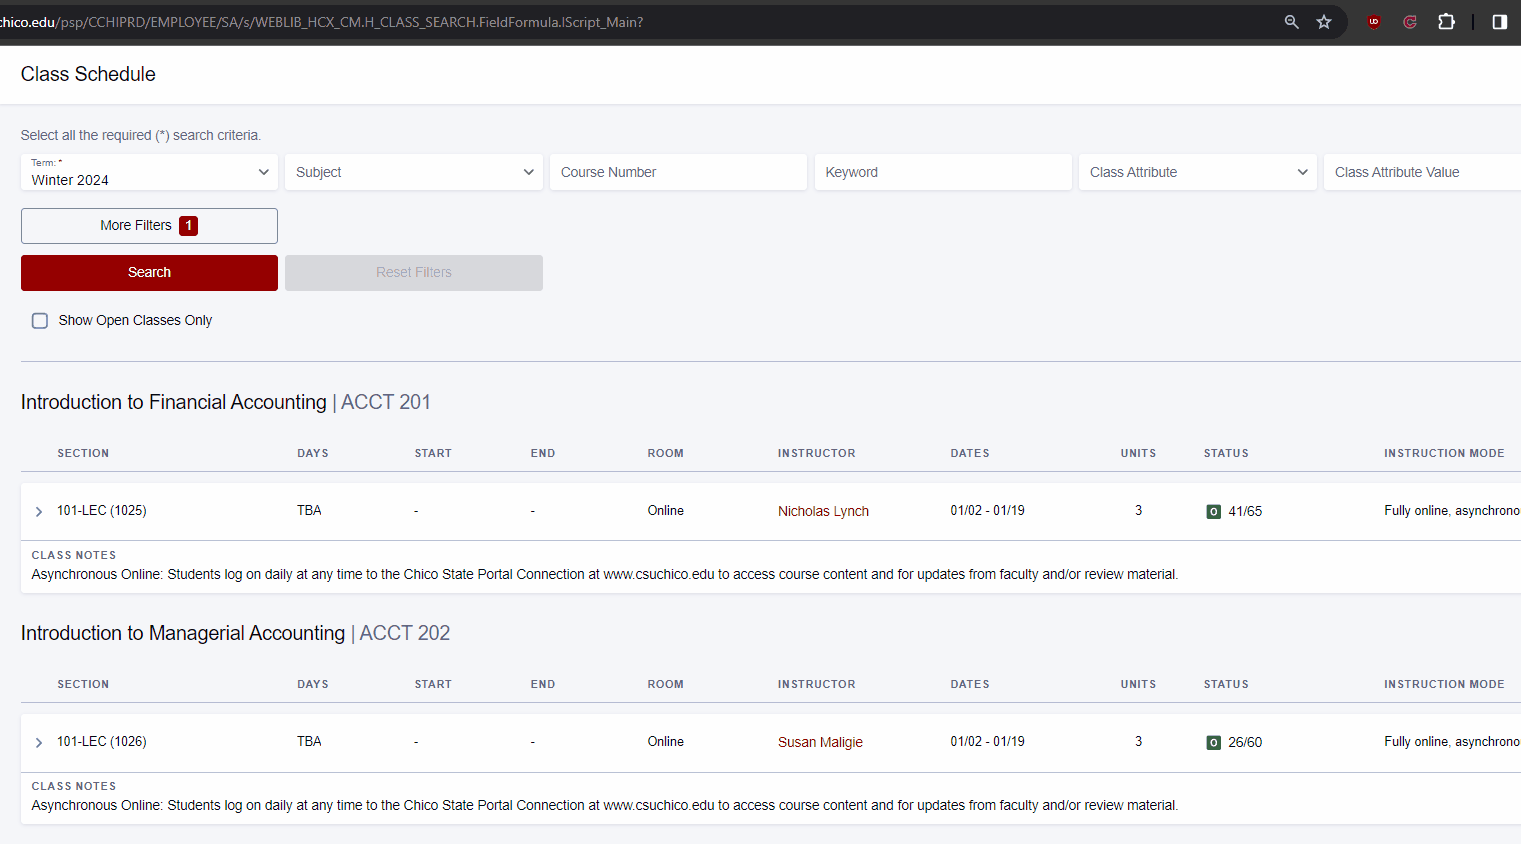 chico.edu/psp/CCHIPRD/EMPLOYEE/SA/s/WEBLIB_HCX_CM.H_CLASS_SEARCH.FieldFormula.IScript_Main?
Class Schedule
Select all the required (*) search criteria.
Term: *
Winter 2024
Subject
Course Number
Keyword
Class Attribute
Class Attribute Value
More Filters 1
Search
Reset Filters
Show Open Classes Only
Introduction to Financial Accounting | ACCT 201
SECTION DAYS START END ROOM INSTRUCTOR DATES UNITS STATUS INSTRUCTION MODE
101-LEC (1025) TBA - - Online Nicholas Lynch 01/02 - 01/19 3 O 41/65 Fully online, asynchrono
CLASS NOTES
Asynchronous Online: Students log on daily at any time to the Chico State Portal Connection at www.csuchico.edu to access course content and for updates from faculty and/or review material.
Introduction to Managerial Accounting | ACCT 202
SECTION DAYS START END ROOM INSTRUCTOR DATES UNITS STATUS INSTRUCTION MODE
101-LEC (1026) TBA - - Online Susan Maligie 01/02 - 01/19 3 O 26/60 Fully online, asynchrono
CLASS NOTES
Asynchronous Online: Students log on daily at any time to the Chico State Portal Connection at www.csuchico.edu to access course content and for updates from faculty and/or review material.